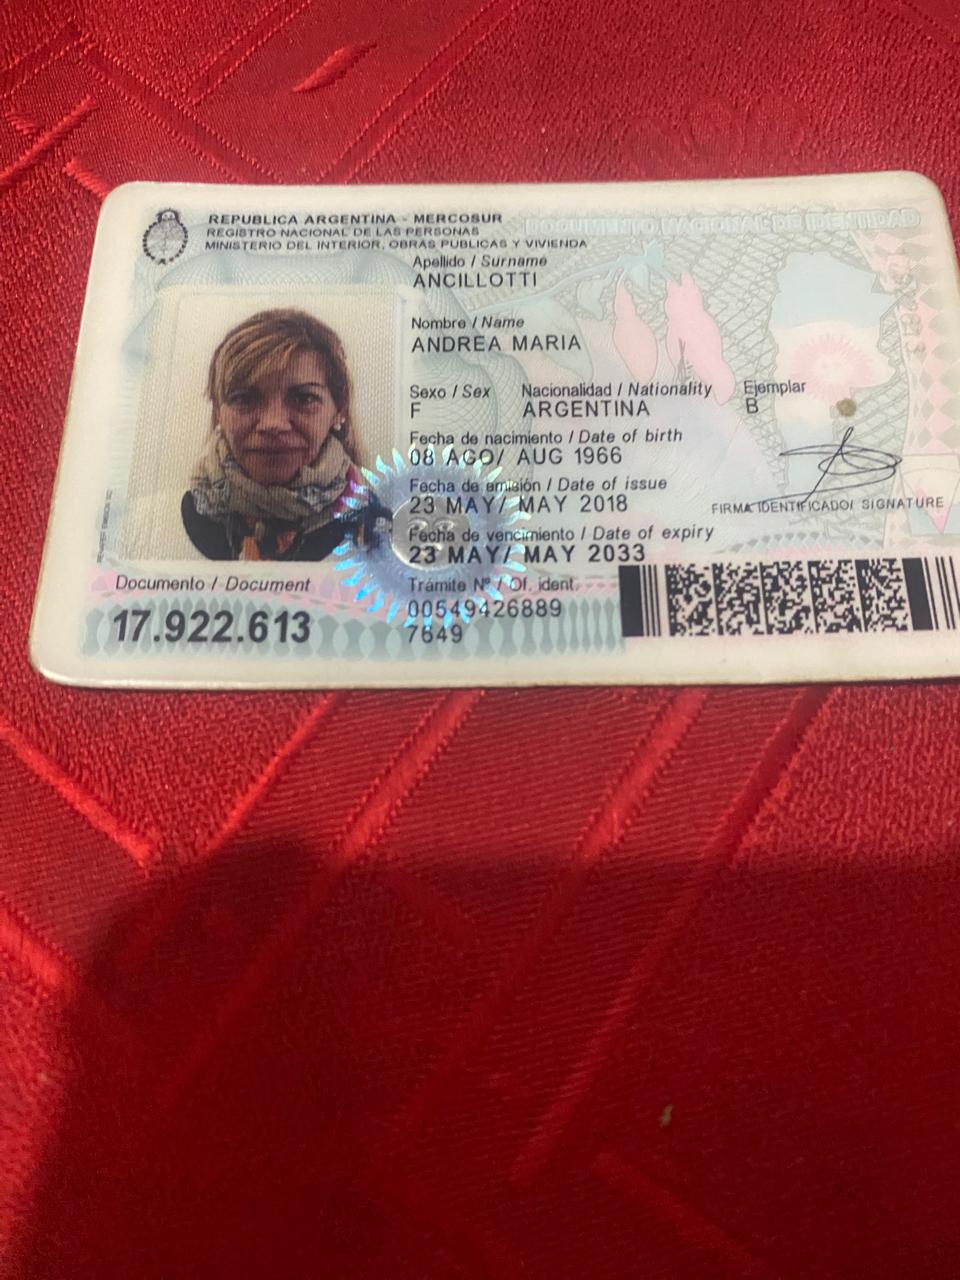 REPUBLICA ARGENTINA - MERCOSUR
REGISTRO NACIONAL DE LAS PERSONAS
MINISTERIO DEL INTERIOR, OBRAS PUBLICAS Y VIVIENDA
DOCUMENTO NACIONAL DE IDENTIDAD
Apellido / Surname
ANCILLOTTI
Nombre / Name
ANDREA MARIA
Sexo / Sex Nacionalidad / Nationality Ejemplar
F ARGENTINA B
Fecha de nacimiento / Date of birth
08 AGO/ AUG 1966
Fecha de emisión / Date of issue
23 MAY/ MAY 2018
FIRMA IDENTIFICADO/ SIGNATURE
Fecha de vencimiento / Date of expiry
23 MAY/ MAY 2033
Documento / Document
17.922.613
Trámite Nº / Of. ident.
00549426889
7649